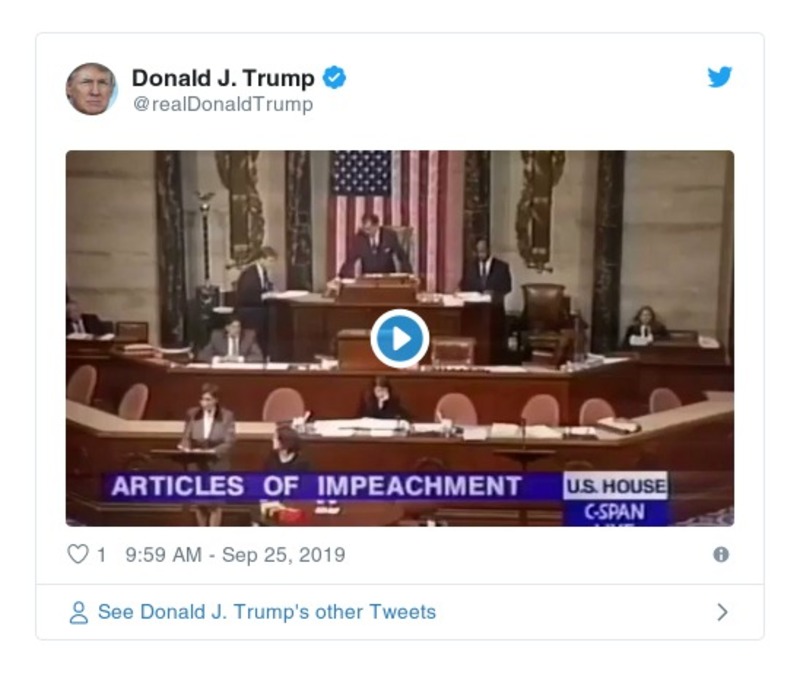 Donald J. Trump
@realDonaldTrump
ARTICLES OF IMPEACHMENT
U.S. HOUSE
C-SPAN
LIVE
1 9:59 AM - Sep 25, 2019
See Donald J. Trump's other Tweets